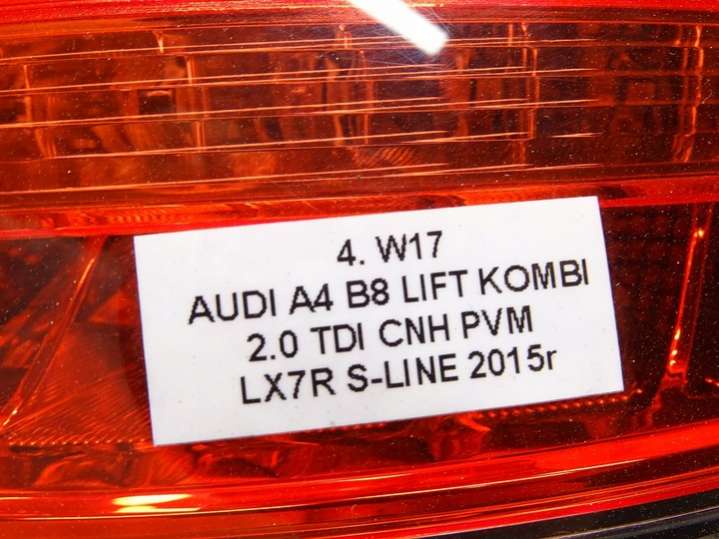 4. W17
AUDI A4 B8 LIFT KOMBI
2.0 TDI CNH PVM
LX7R S-LINE 2015r